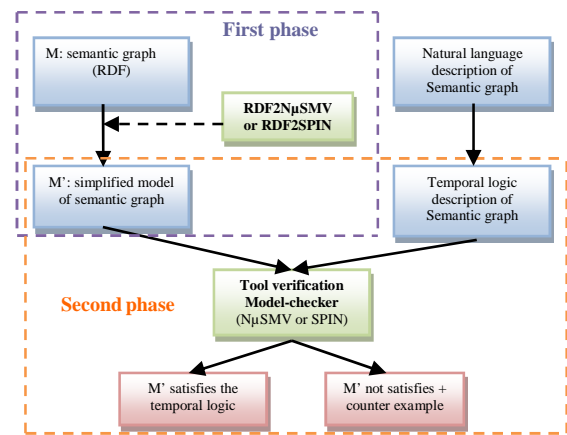 First phase
M: semantic graph
(RDF)
Natural language
description of
Semantic graph
RDF2NµSMV
or RDF2SPIN
M’: simplified model
of semantic graph
Temporal logic
description of
Semantic graph
Second phase
Tool verification
Model-checker
(NµSMV or SPIN)
M’ satisfies the
temporal logic
M’ not satisfies +
counter example